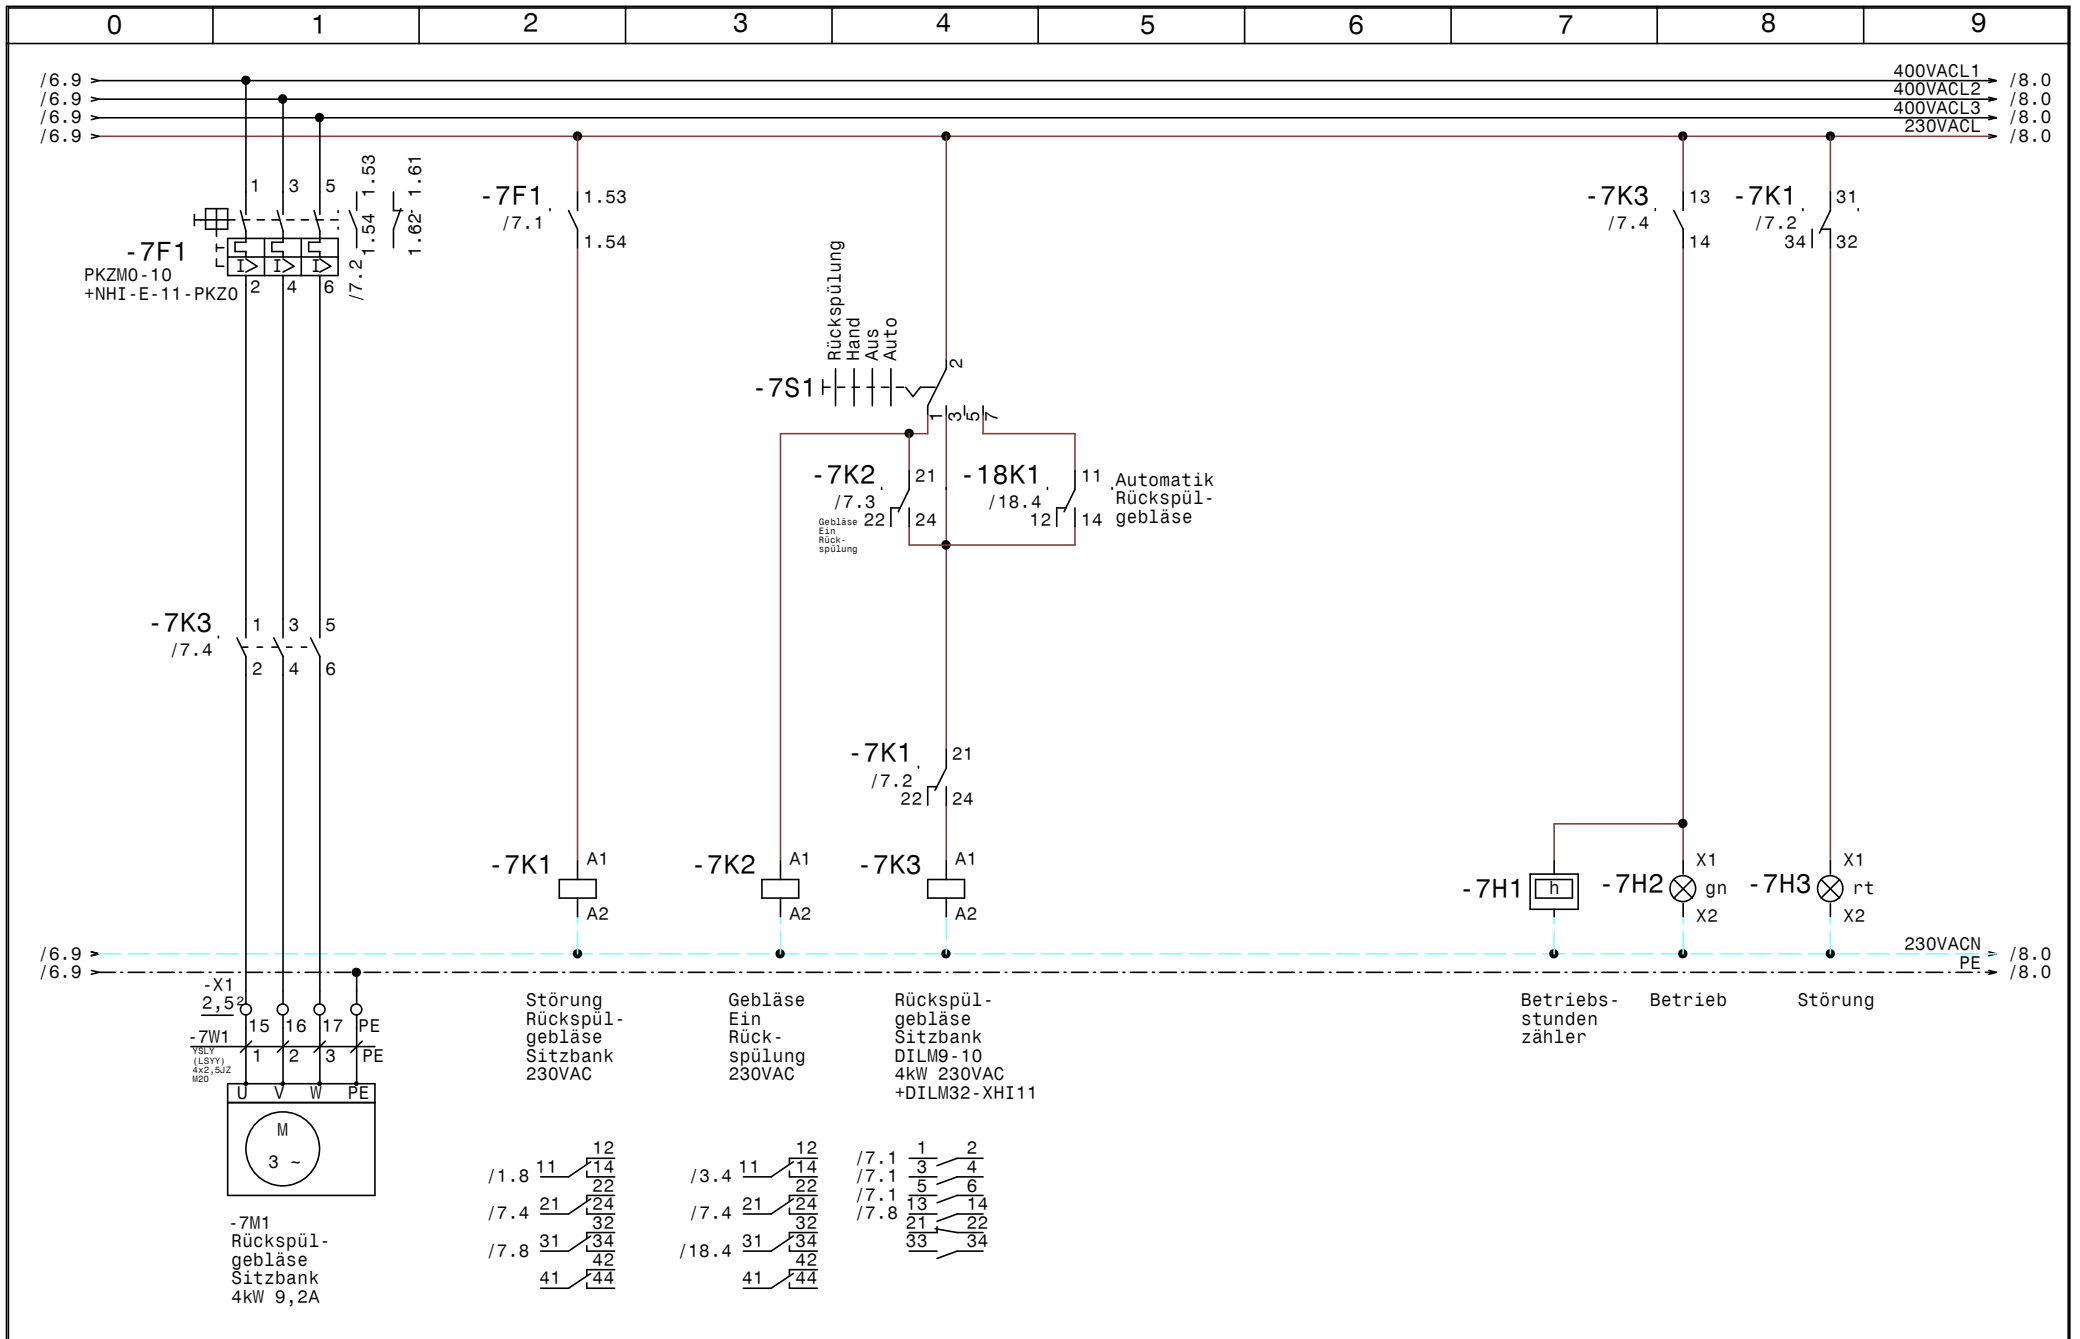 0 1 2 3 4 5 6 7 8 9
/6.9 400VACL1 /8.0
/6.9 400VACL2 /8.0
/6.9 400VACL3 /8.0
/6.9 230VACL /8.0
1 3 5 1.53 1.54 1.61 1.62
-7F1
PKZM0-10
+NHI-E-11-PKZ0
I> I> I>
2 4 6 /7.2
-7F1 1.53
/7.1
1.54
-7K3 13
/7.4
14
-7K1 31
/7.2
34 32
Rückspülung
Hand
Aus
Auto
-7S1
2
1 3 5 7
-7K2 21
/7.3
22 24
Gebläse
Ein
Rück-
spülung
-18K1 11
/18.4
12 14
Automatik
Rückspül-
gebläse
-7K3 1 3 5
/7.4
2 4 6
-7K1 21
/7.2
22 24
-7K1 A1
A2
-7K2 A1
A2
-7K3 A1
A2
-7H1 h
-7H2 X1
gn
X2
-7H3 X1
rt
X2
/6.9 230VACN /8.0
/6.9 PE /8.0
-X1
2,5²
15 16 17 PE
-7W1
YSLY
(LSYY)
4x2,5JZ
M20
1 2 3 PE
U V W PE
M
3 ~
-7M1
Rückspül-
gebläse
Sitzbank
4kW 9,2A
Störung
Rückspül-
gebläse
Sitzbank
230VAC
Gebläse
Ein
Rück-
spülung
230VAC
Rückspül-
gebläse
Sitzbank
DILM9-10
4kW 230VAC
+DILM32-XHI11
Betriebs-
stunden
zähler
Betrieb
Störung
12
/1.8 11 14
22
/7.4 21 24
32
/7.8 31 34
42
41 44
12
/3.4 11 14
22
/7.4 21 24
32
/18.4 31 34
42
41 44
/7.1 1 2
/7.1 3 4
/7.1 5 6
/7.8 13 14
21 22
33 34